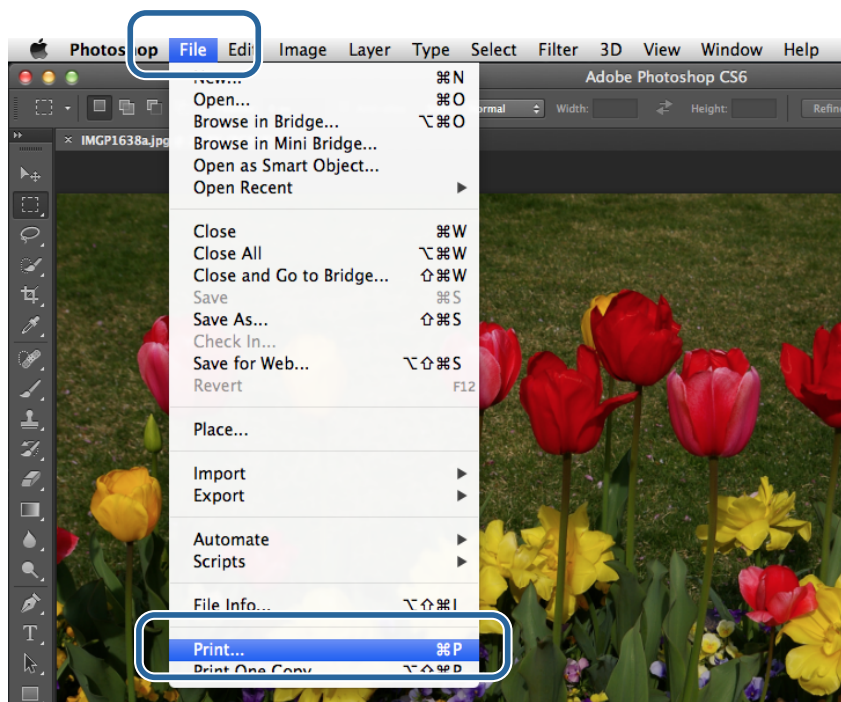 Photoshop File Edit Image Layer Type Select Filter 3D View Window Help
Adobe Photoshop CS6
Width: Height:
× IMGP1638a.jpg
New... ⌘N
Open... ⌘O
Browse in Bridge... ⌥⌘O
Browse in Mini Bridge...
Open as Smart Object...
Open Recent ▶
Close ⌘W
Close All ⌥⌘W
Close and Go to Bridge... ⇧⌘W
Save ⌘S
Save As... ⇧⌘S
Check In...
Save for Web... ⌥⇧⌘S
Revert F12
Place...
Import ▶
Export ▶
Automate ▶
Scripts ▶
File Info... ⌥⇧⌘I
Print... ⌘P
Print One Copy ⌥⇧⌘P
T